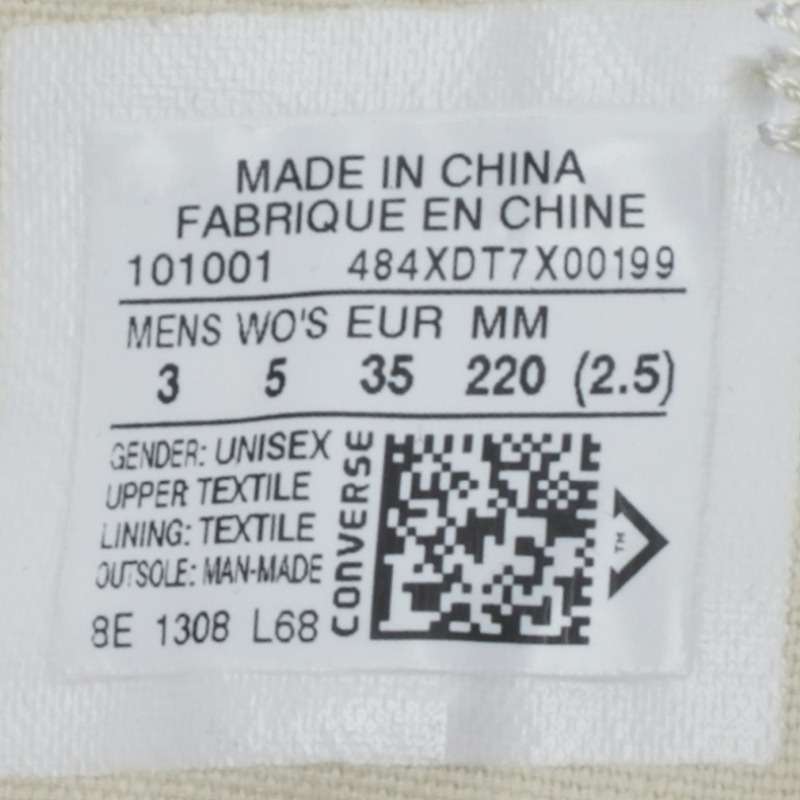 MADE IN CHINA
FABRIQUE EN CHINE
101001 484XDT7X00199
MENS WO'S EUR MM
3 5 35 220 (2.5)
GENDER: UNISEX
UPPER TEXTILE
LINING: TEXTILE
OUTSOLE: MAN-MADE
8E 1308 L68
CONVERSE
TM